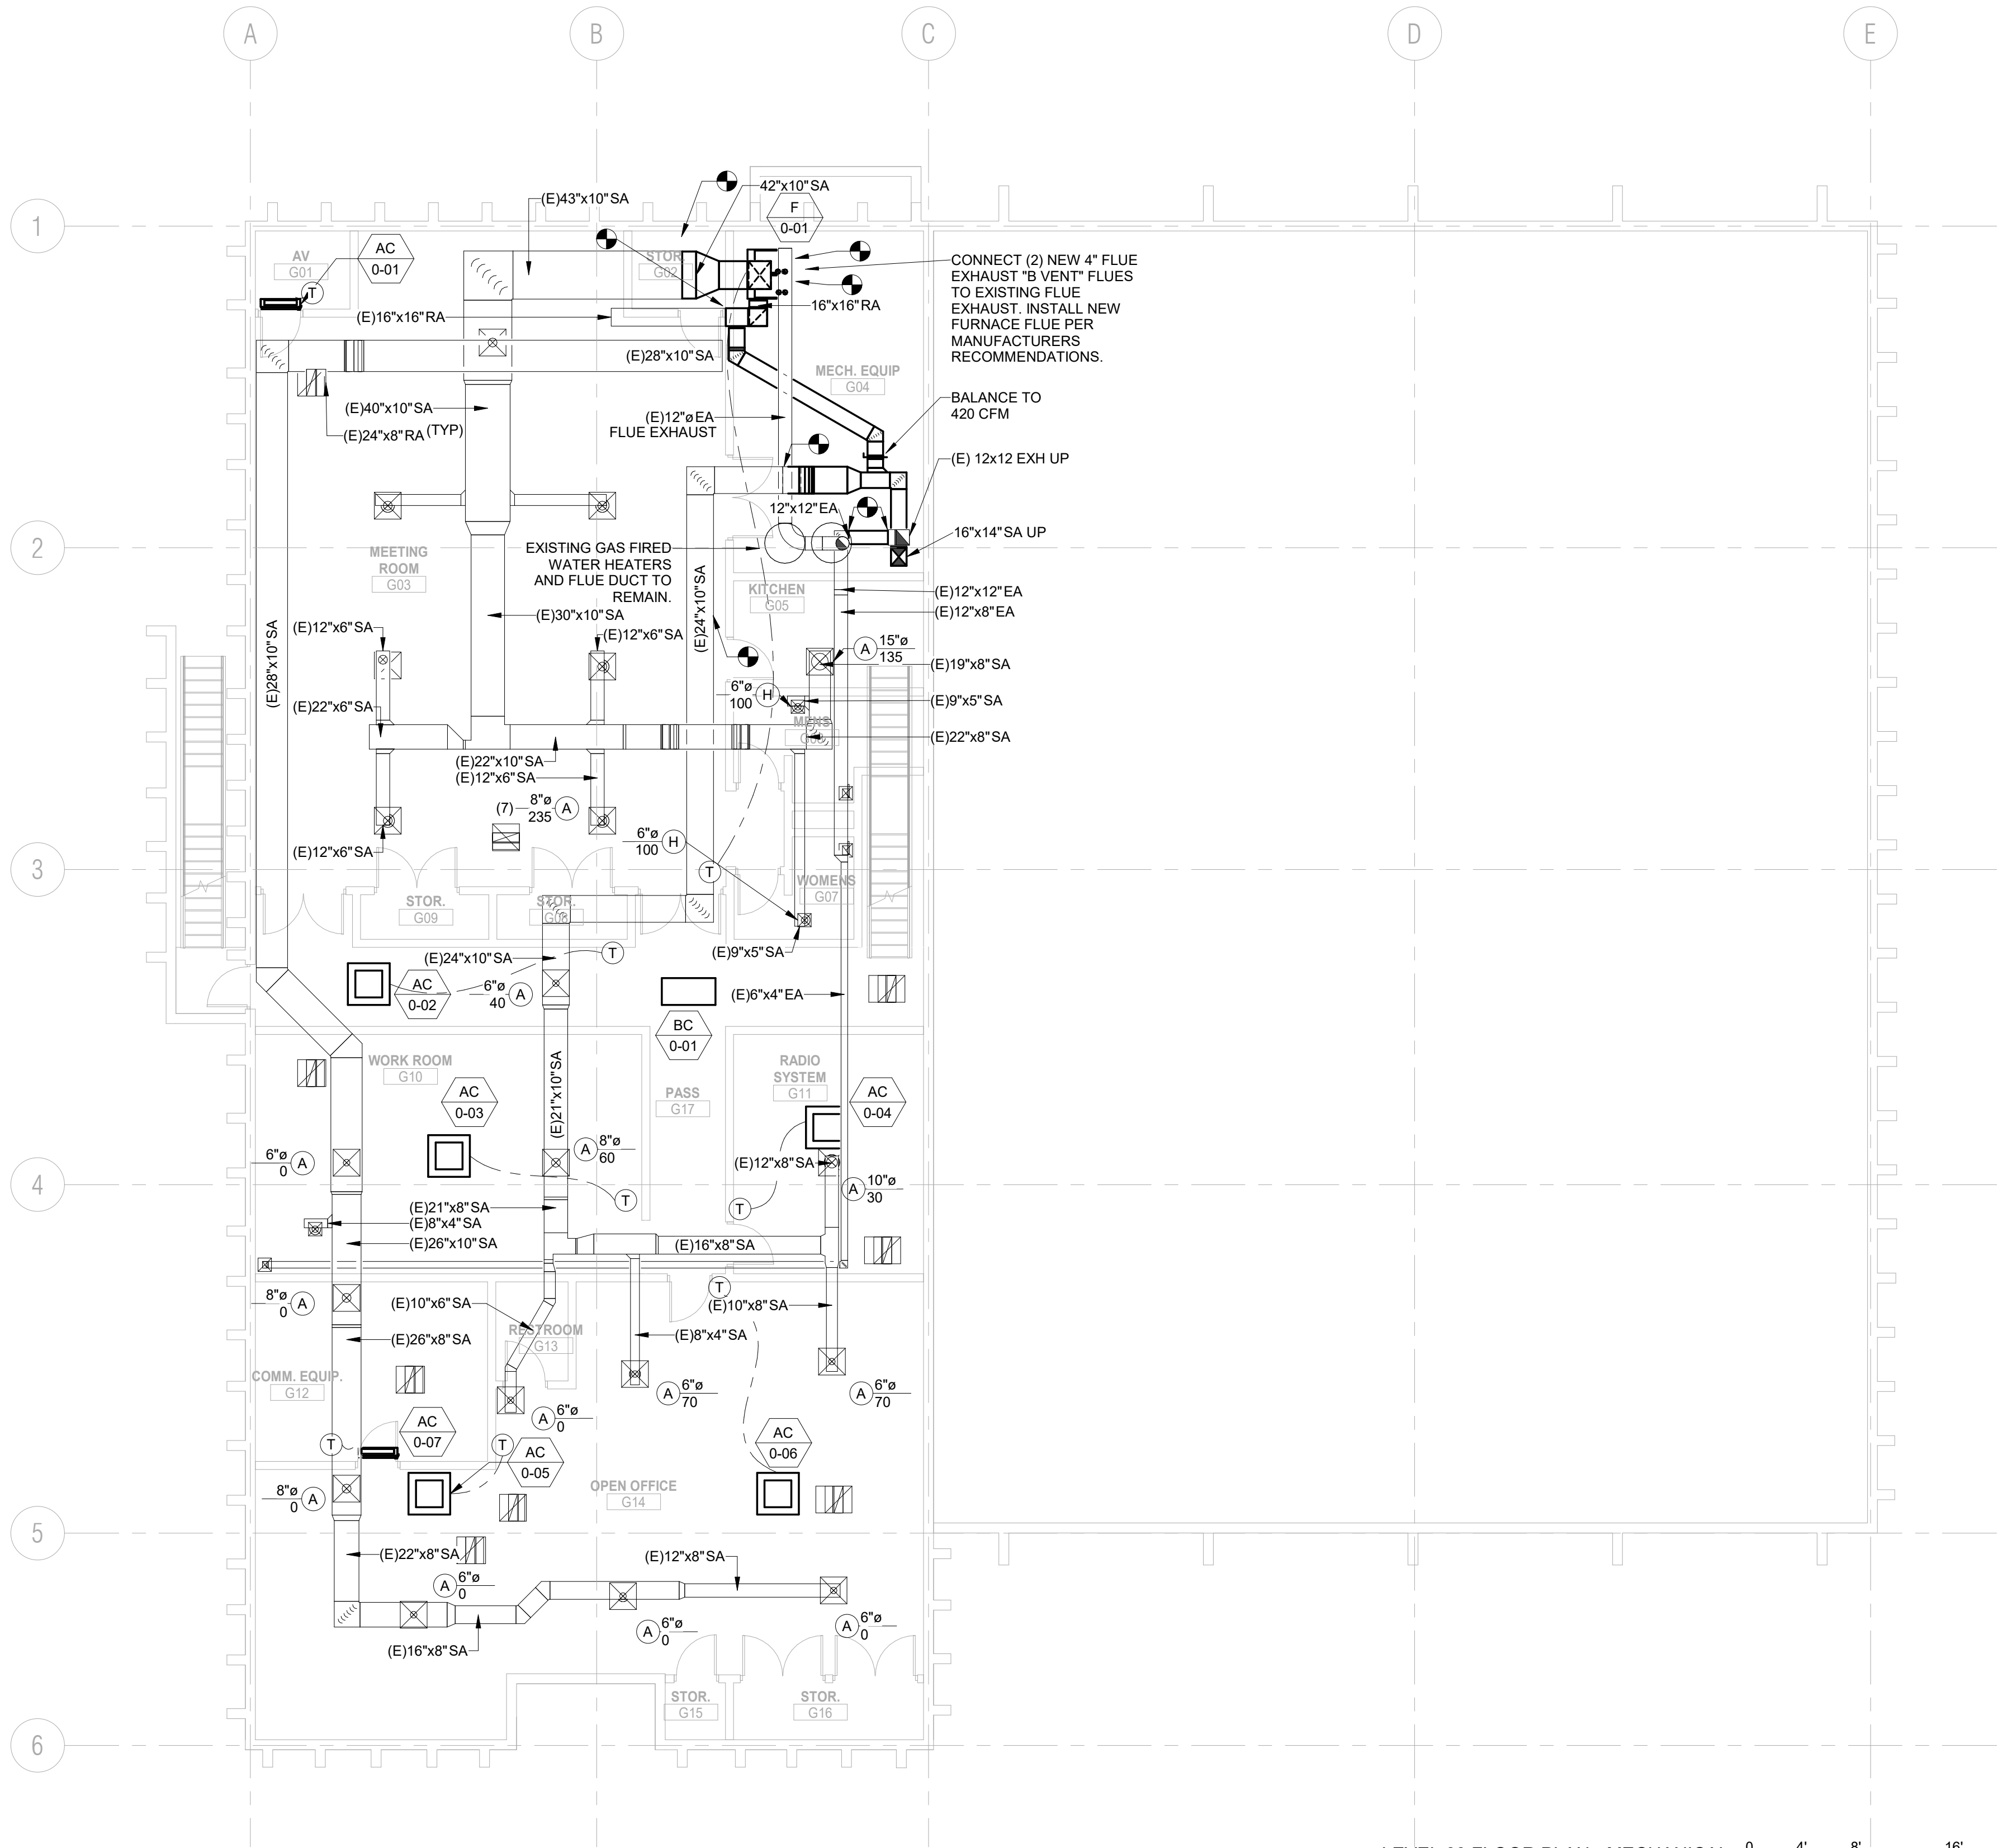 A
B
C
D
E
1
2
3
4
5
6
42"x10"SA
F
0-01
(E)43"x10"SA
AV
G01
AC
0-01
T
STOR.
G02
CONNECT (2) NEW 4" FLUE
EXHAUST "B VENT" FLUES
TO EXISTING FLUE
EXHAUST. INSTALL NEW
FURNACE FLUE PER
MANUFACTURERS
RECOMMENDATIONS.
16"x16"RA
(E)16"x16"RA
(E)28"x10"SA
MECH. EQUIP
G04
BALANCE TO
420 CFM
(E)40"x10"SA
(E)24"x8"RA (TYP)
(E)12"ø EA
FLUE EXHAUST
(E) 12x12 EXH UP
12"x12"EA
16"x14"SA UP
MEETING
ROOM
G03
EXISTING GAS FIRED
WATER HEATERS
AND FLUE DUCT TO
REMAIN.
(E)24"x10"SA
KITCHEN
G05
(E)12"x12"EA
(E)12"x8"EA
(E)30"x10"SA
(E)12"x6"SA
(E)12"x6"SA
(E)28"x10"SA
A
15"ø
135
(E)19"x8"SA
6"ø
100
H
(E)9"x5"SA
(E)22"x6"SA
MENS
(E)22"x8"SA
(E)22"x10"SA
(E)12"x6"SA
(7)
8"ø
235
A
6"ø
100
H
(E)12"x6"SA
T
WOMENS
G07
STOR.
G09
STOR.
G08
(E)9"x5"SA
(E)24"x10"SA
T
AC
0-02
6"ø
40
A
(E)6"x4"EA
BC
0-01
WORK ROOM
G10
(E)21"x10"SA
RADIO
SYSTEM
G11
PASS
G17
AC
0-03
AC
0-04
6"ø
0
A
A
8"ø
60
(E)12"x8"SA
A
10"ø
30
T
T
(E)21"x8"SA
(E)8"x4"SA
(E)26"x10"SA
(E)16"x8"SA
T
8"ø
0
A
(E)10"x6"SA
(E)10"x8"SA
RESTROOM
G13
(E)26"x8"SA
(E)8"x4"SA
COMM. EQUIP.
G12
A
6"ø
70
A
6"ø
70
A
6"ø
0
AC
0-07
T
T
AC
0-05
AC
0-06
OPEN OFFICE
G14
8"ø
0
A
(E)22"x8"SA
(E)12"x8"SA
A
6"ø
0
A
6"ø
0
A
6"ø
0
(E)16"x8"SA
STOR.
G15
STOR.
G16
0 4' 8' 16'